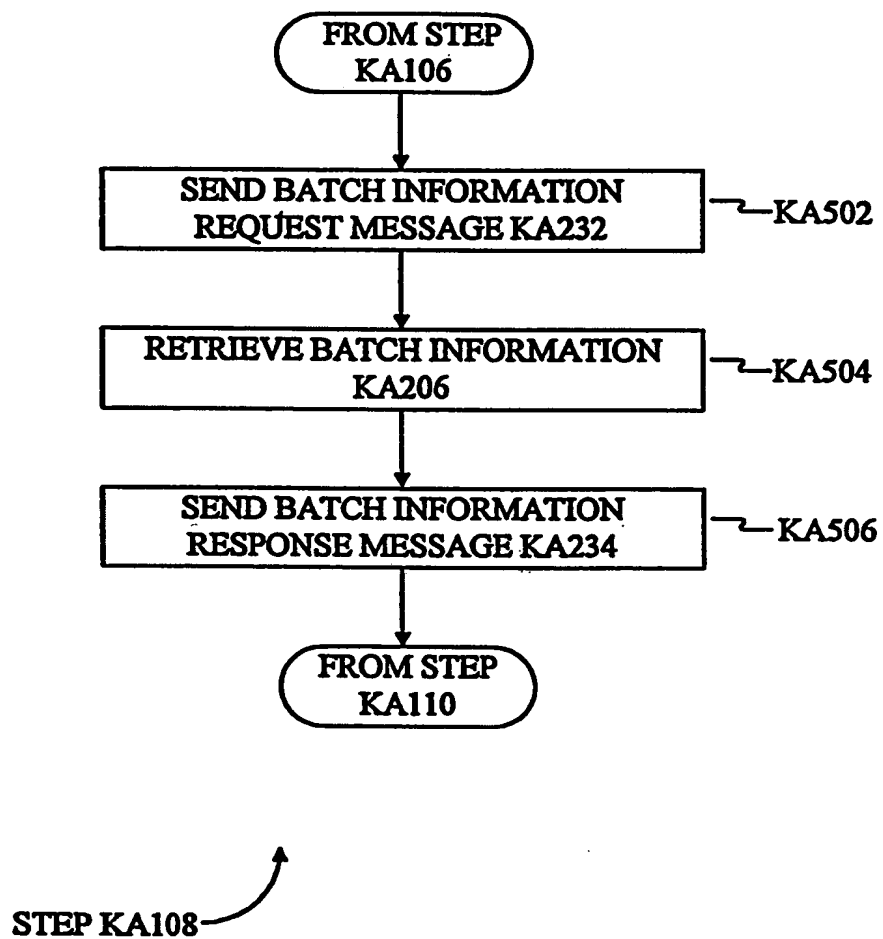 FROM STEP
KA106
SEND BATCH INFORMATION
REQUEST MESSAGE KA232
KA502
RETRIEVE BATCH INFORMATION
KA206
KA504
SEND BATCH INFORMATION
RESPONSE MESSAGE KA234
KA506
FROM STEP
KA110
STEP KA108